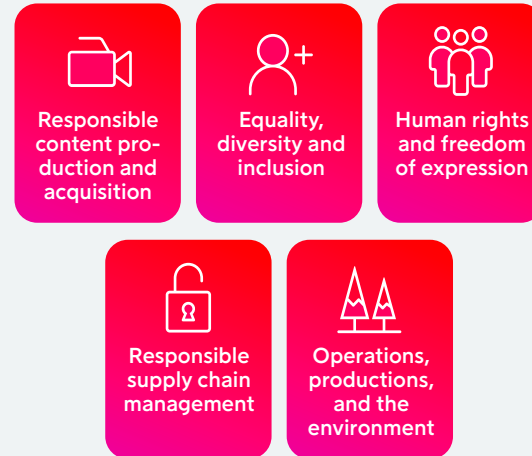 Responsible
content pro-
duction and
acquisition
Equality,
diversity and
inclusion
Human rights
and freedom
of expression
Responsible
supply chain
management
Operations,
productions,
and the
environment